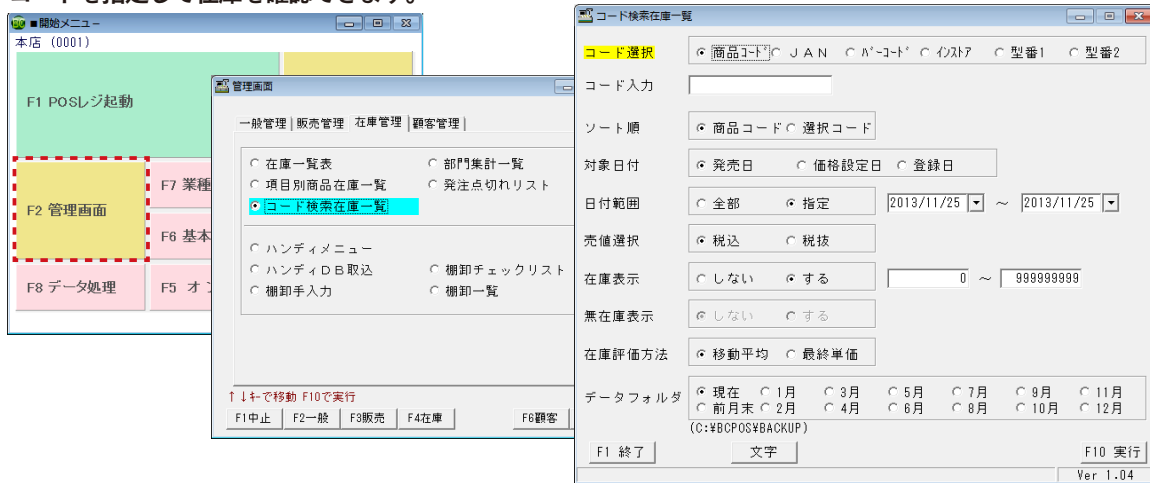 コードを指定して在庫を確認できます。
■開始メニュー
本店 (0001)
F1 POSレジ起動
F2 管理画面
F7 業種
F6 基本
F8 データ処理
F5 オン
管理画面
一般管理 販売管理 在庫管理 顧客管理
在庫一覧表 部門集計一覧
項目別商品在庫一覧 発注点切れリスト
コード検索在庫一覧
ハンディメニュー
ハンディDB取込 棚卸チェックリスト
棚卸手入力 棚卸一覧
↑↓ｷｰで移動 F10で実行
F1中止 F2一般 F3販売 F4在庫 F6顧客
コード検索在庫一覧
コード選択 商品ｺｰﾄﾞ JAN ﾊﾞｰｺｰﾄﾞ ｲﾝｽﾄｱ 型番1 型番2
コード入力
ソート順 商品コード 選択コード
対象日付 発売日 価格設定日 登録日
日付範囲 全部 指定 2013/11/25 ～ 2013/11/25
売値選択 税込 税抜
在庫表示 しない する 0 ～ 999999999
無在庫表示 しない する
在庫評価方法 移動平均 最終単価
データフォルダ 現在 1月 3月 5月 7月 9月 11月
前月末 2月 4月 6月 8月 10月 12月
(C:¥BCPOS¥BACKUP)
F1 終了 文字 F10 実行
Ver 1.04